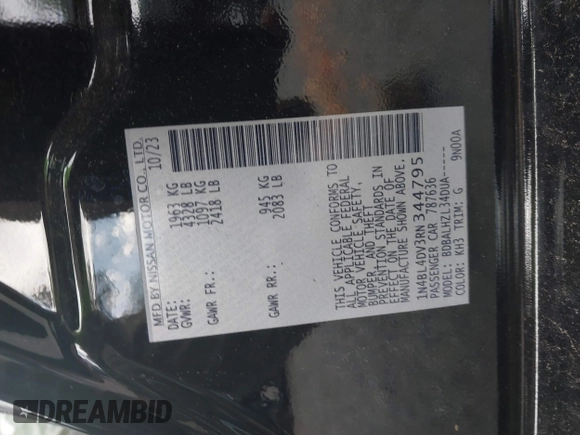 MFD BY NISSAN MOTOR CO., LTD.
10/23
GVWR: 1963 KG
4328 LB
GAWR FR.: 1097 KG
2418 LB
GAWR RR.: 945 KG
2083 LB
THIS VEHICLE CONFORMS TO
ALL APPLICABLE FEDERAL
MOTOR VEHICLE SAFETY,
BUMPER, AND THEFT
PREVENTION STANDARDS IN
EFFECT ON THE DATE OF
MANUFACTURE SHOWN ABOVE.
1N4BL4DV3RN344795
PASSENGER CAR 787636
MODEL: BDBALHZL34DUA-----
COLOR: KH3 TRIM: G 9N00A
DREAMBID